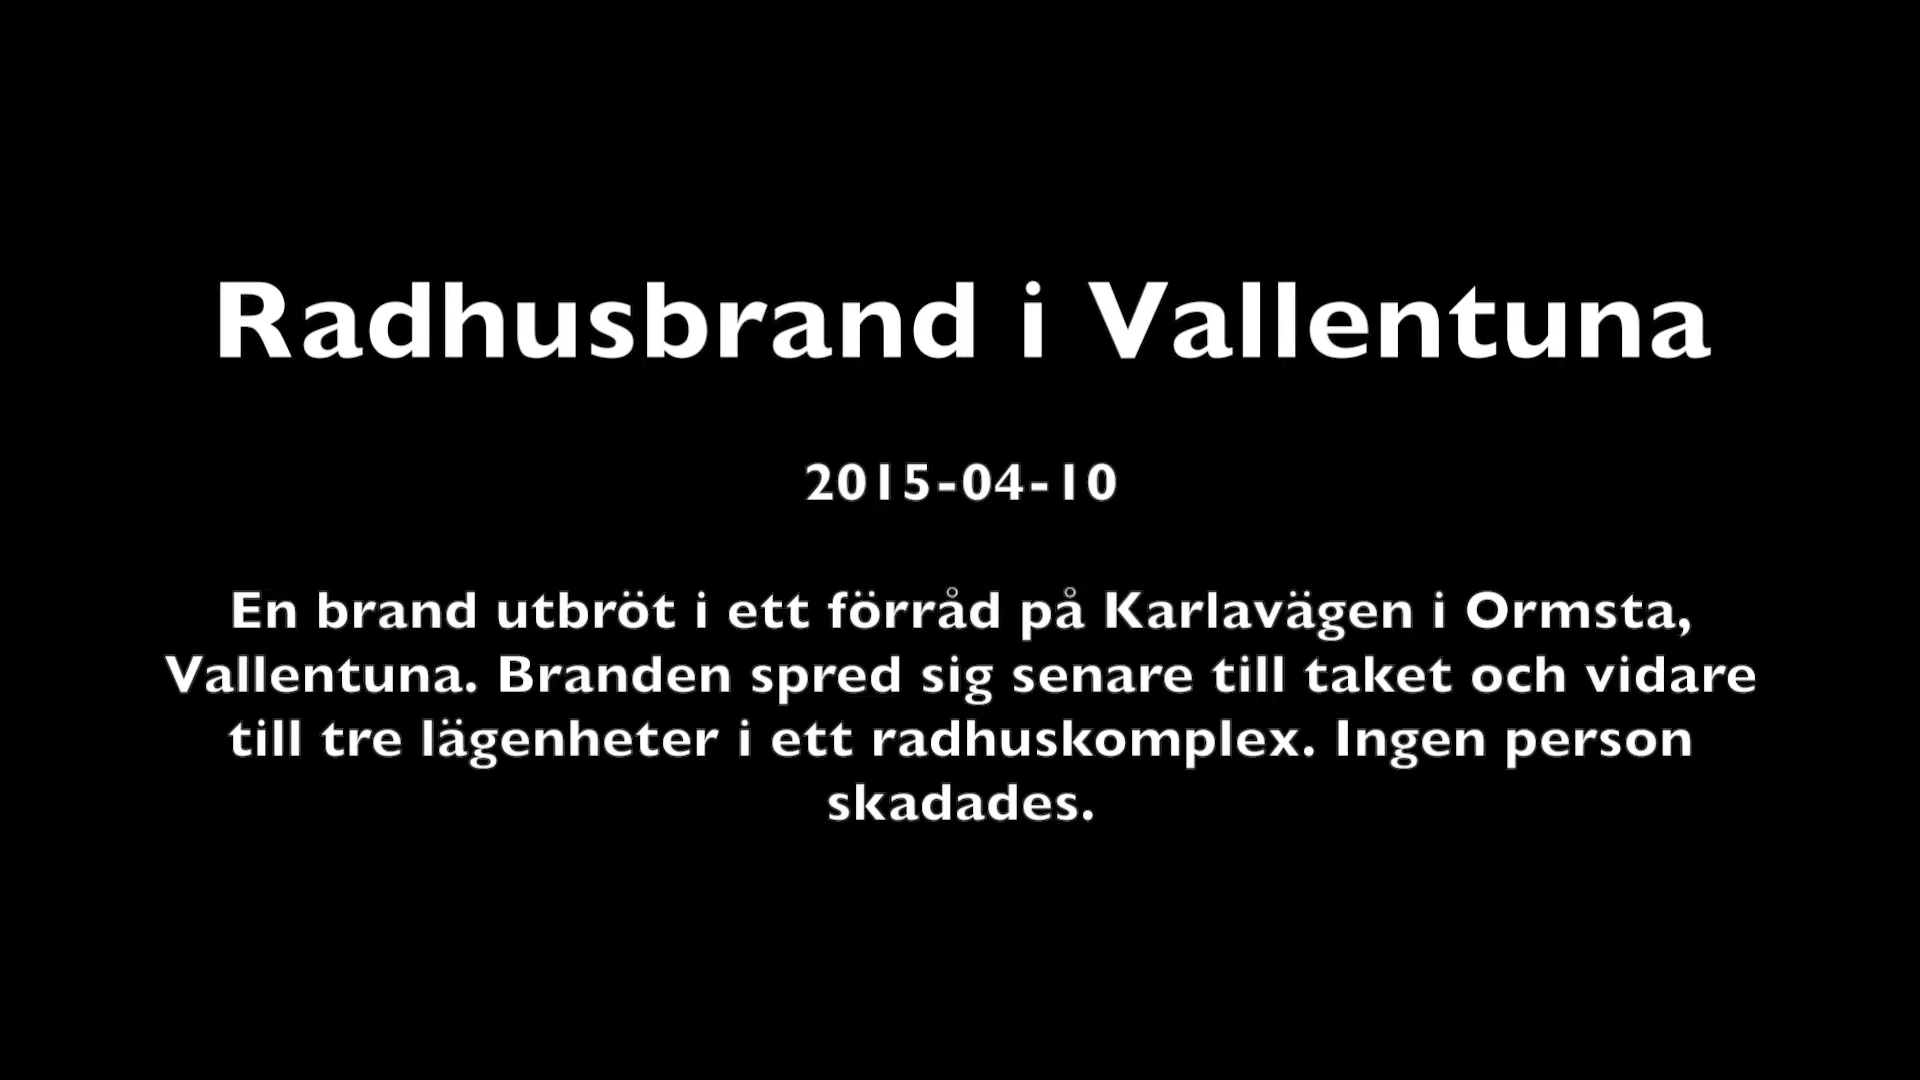 Radhusbrand i Vallentuna
2015-04-10
En brand utbröt i ett förråd på Karlavägen i Ormsta,
Vallentuna. Branden spred sig senare till taket och vidare
till tre lägenheter i ett radhuskomplex. Ingen person
skadades.